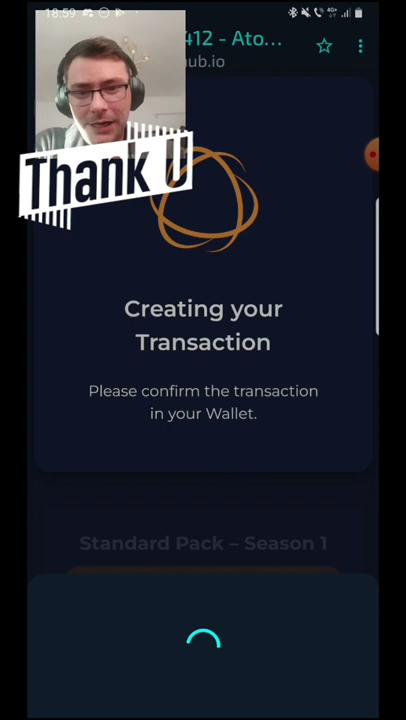 18:59
412 - Ato...
4G+
hub.io
Thank U
Creating your
Transaction
Please confirm the transaction
in your Wallet.
Standard Pack – Season 1